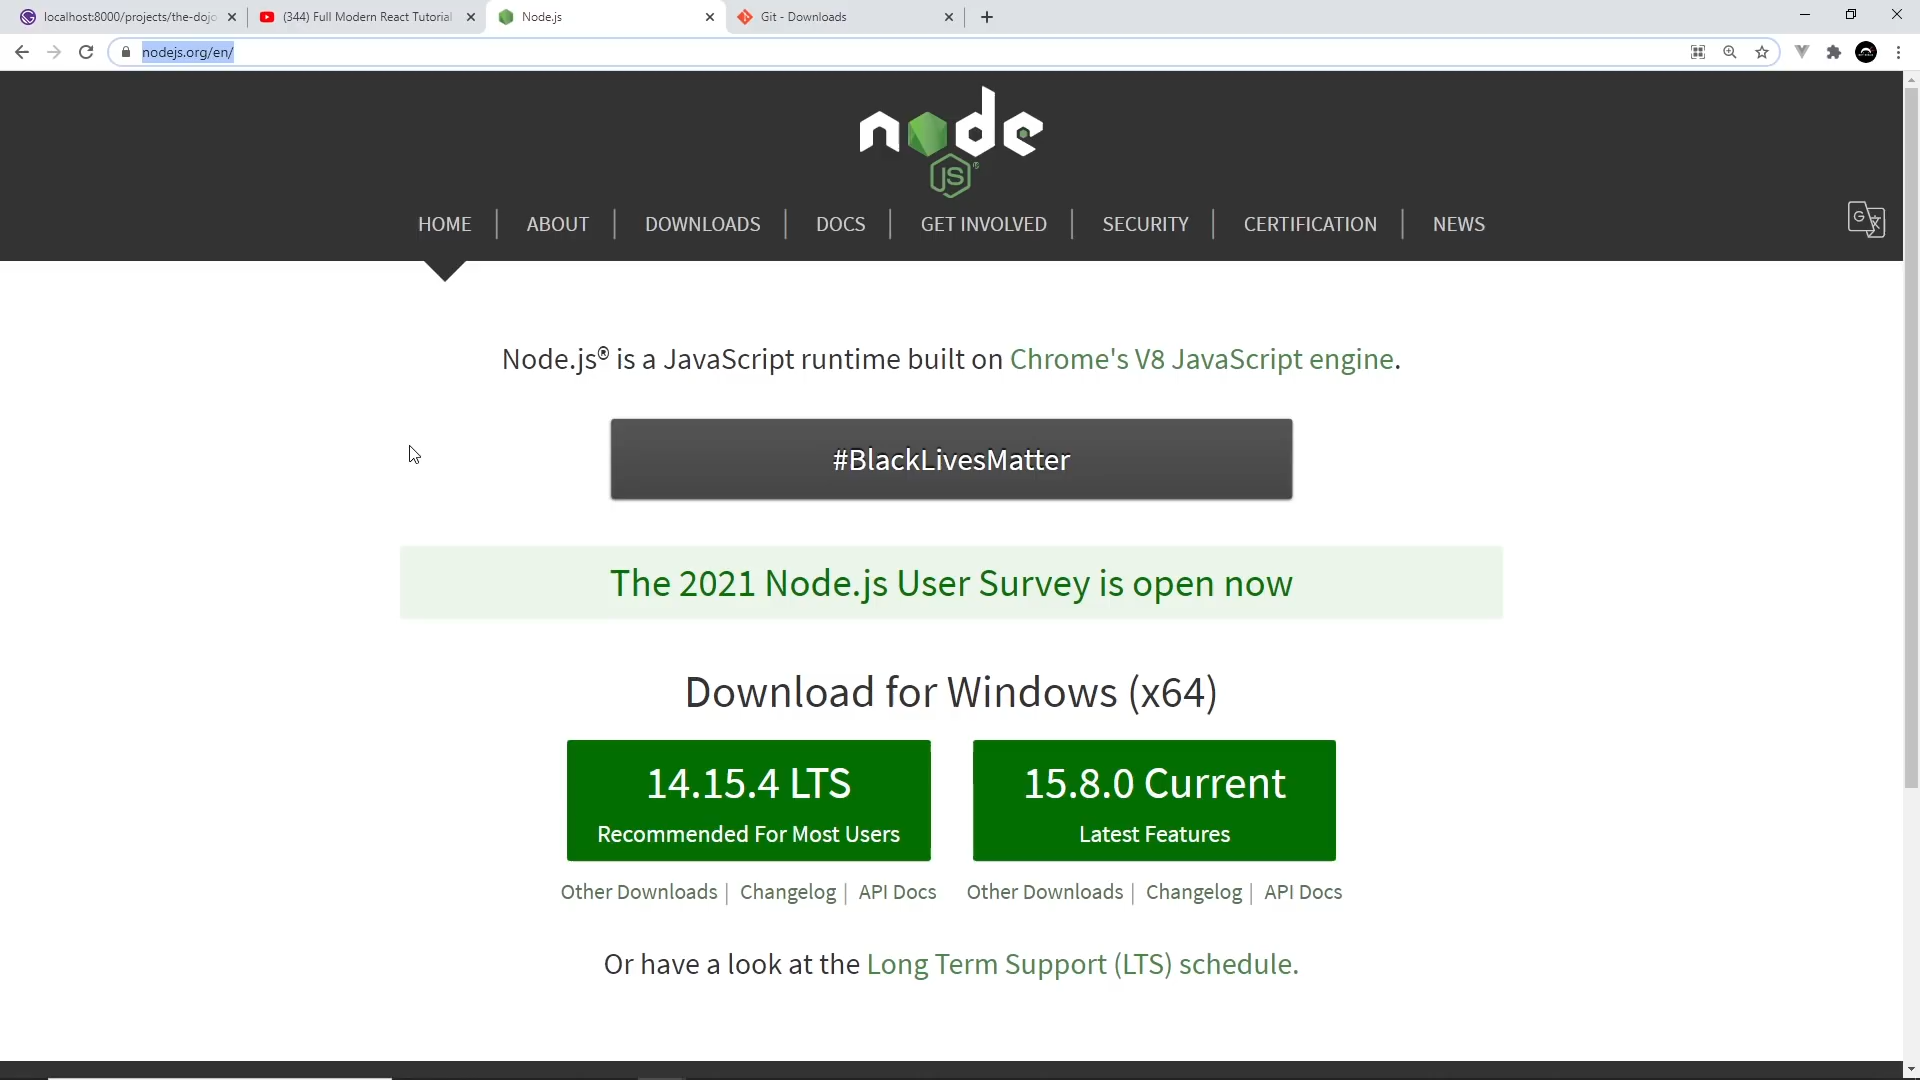 localhost:8000/projects/the-dojo
(344) Full Modern React Tutorial
Node.js
Git - Downloads
nodejs.org/en/
node
JS
HOME
ABOUT
DOWNLOADS
DOCS
GET INVOLVED
SECURITY
CERTIFICATION
NEWS
Node.js® is a JavaScript runtime built on Chrome's V8 JavaScript engine.
#BlackLivesMatter
The 2021 Node.js User Survey is open now
Download for Windows (x64)
14.15.4 LTS
Recommended For Most Users
15.8.0 Current
Latest Features
Other Downloads | Changelog | API Docs
Other Downloads | Changelog | API Docs
Or have a look at the Long Term Support (LTS) schedule.